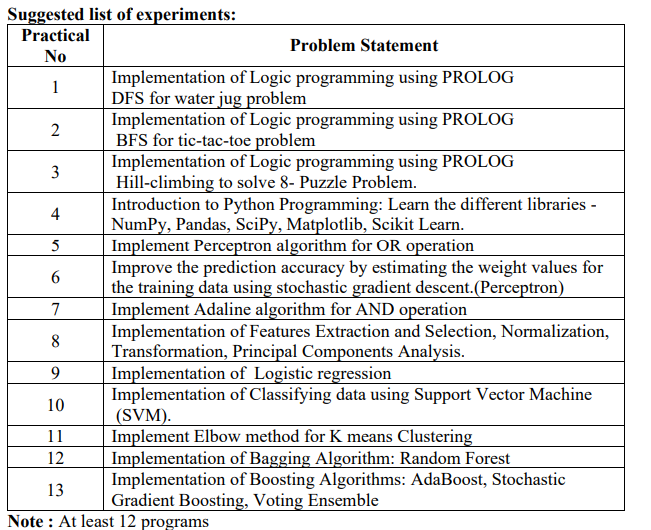 Suggested list of experiments:
Practical No
Problem Statement
1
Implementation of Logic programming using PROLOG
DFS for water jug problem
2
Implementation of Logic programming using PROLOG
BFS for tic-tac-toe problem
3
Implementation of Logic programming using PROLOG
Hill-climbing to solve 8- Puzzle Problem.
4
Introduction to Python Programming: Learn the different libraries -
NumPy, Pandas, SciPy, Matplotlib, Scikit Learn.
5
Implement Perceptron algorithm for OR operation
6
Improve the prediction accuracy by estimating the weight values for
the training data using stochastic gradient descent.(Perceptron)
7
Implement Adaline algorithm for AND operation
8
Implementation of Features Extraction and Selection, Normalization,
Transformation, Principal Components Analysis.
9
Implementation of Logistic regression
10
Implementation of Classifying data using Support Vector Machine
(SVM).
11
Implement Elbow method for K means Clustering
12
Implementation of Bagging Algorithm: Random Forest
13
Implementation of Boosting Algorithms: AdaBoost, Stochastic
Gradient Boosting, Voting Ensemble
Note : At least 12 programs